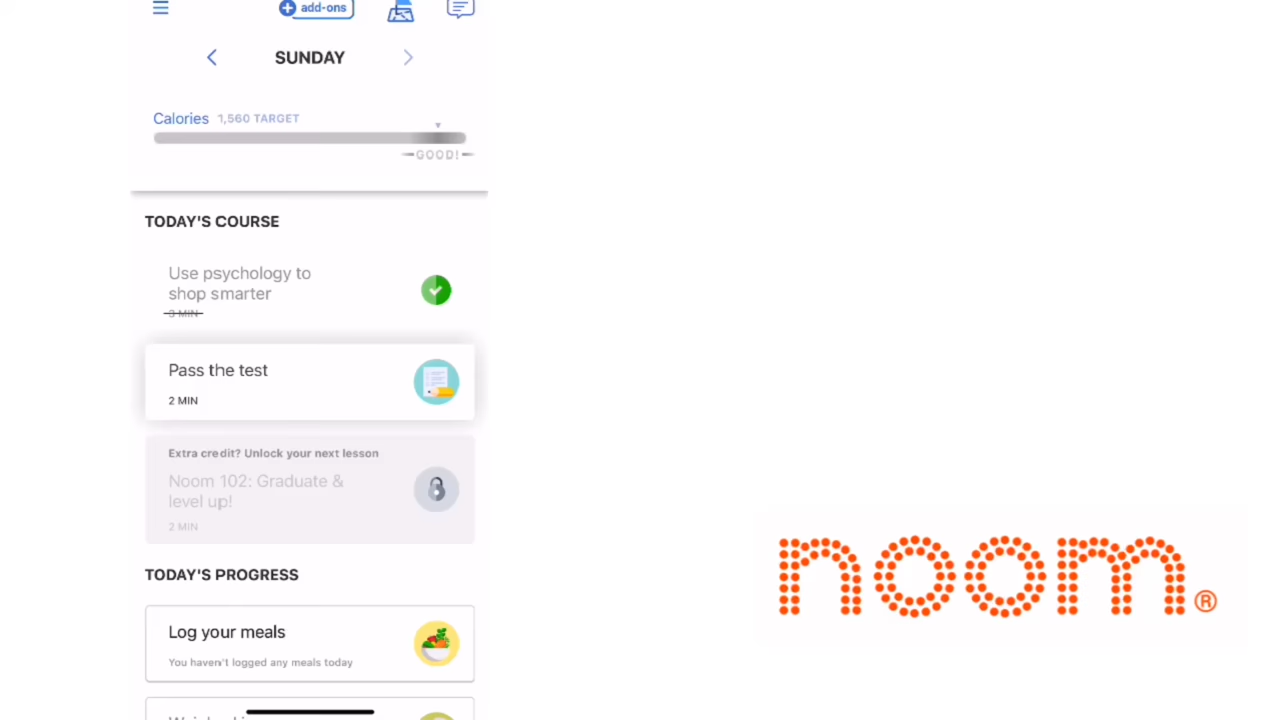 add-ons
SUNDAY
Calories 1,560 TARGET
GOOD!
TODAY'S COURSE
Use psychology to
shop smarter
3 MIN
Pass the test
2 MIN
Extra credit? Unlock your next lesson
Noom 102: Graduate &
level up!
2 MIN
TODAY'S PROGRESS
Log your meals
You haven't logged any meals today
noom®